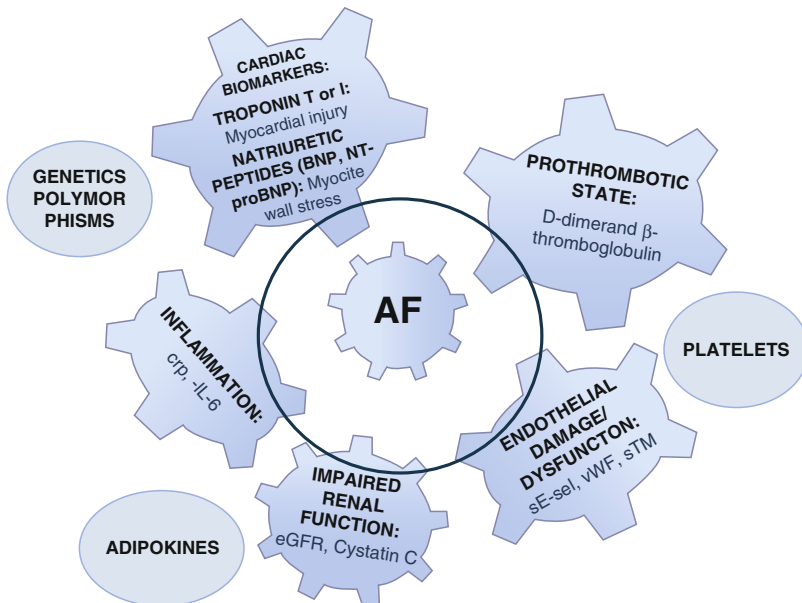 CARDIAC
BIOMARKERS:
TROPONIN T or I:
Myocardial injury
NATRIURETIC
PEPTIDES (BNP, NT-
proBNP): Myocite
wall stress
GENETICS
POLYMOR
PHISMS
PROTHROMBOTIC
STATE:
D-dimerand β-
thromboglobulin
AF
INFLAMMATION:
crp, -IL-6
PLATELETS
ENDOTHELIAL
DAMAGE/
DYSFUNCTON:
sE-sel, vWF, sTM
IMPAIRED
RENAL
FUNCTION:
eGFR, Cystatin C
ADIPOKINES